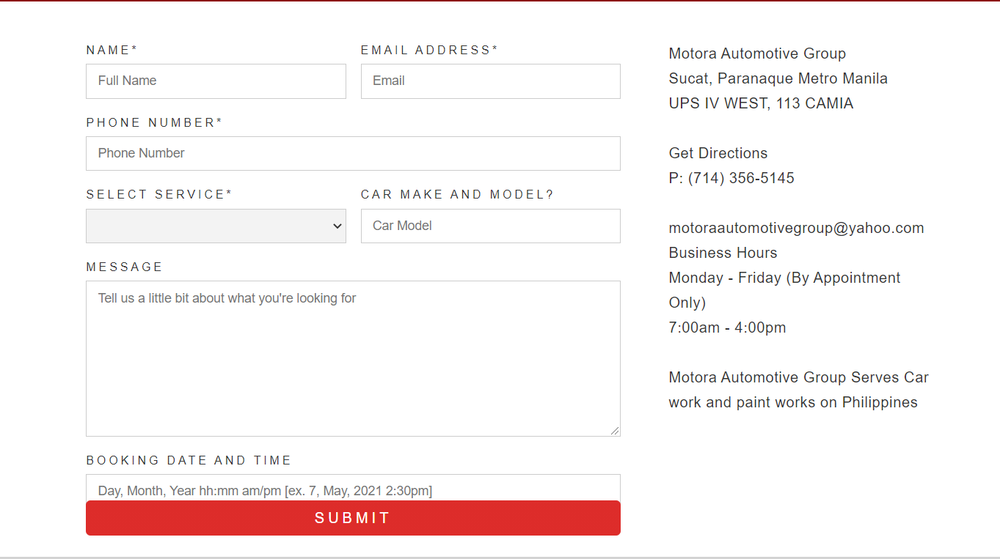 NAME*
Full Name
EMAIL ADDRESS*
Email
PHONE NUMBER*
Phone Number
SELECT SERVICE*
CAR MAKE AND MODEL?
Car Model
MESSAGE
Tell us a little bit about what you're looking for
BOOKING DATE AND TIME
Day, Month, Year hh:mm am/pm [ex. 7, May, 2021 2:30pm]
SUBMIT
Motora Automotive Group
Sucat, Paranaque Metro Manila
UPS IV WEST, 113 CAMIA
Get Directions
P: (714) 356-5145
motoraautomotivegroup@yahoo.com
Business Hours
Monday - Friday (By Appointment
Only)
7:00am - 4:00pm
Motora Automotive Group Serves Car
work and paint works on Philippines